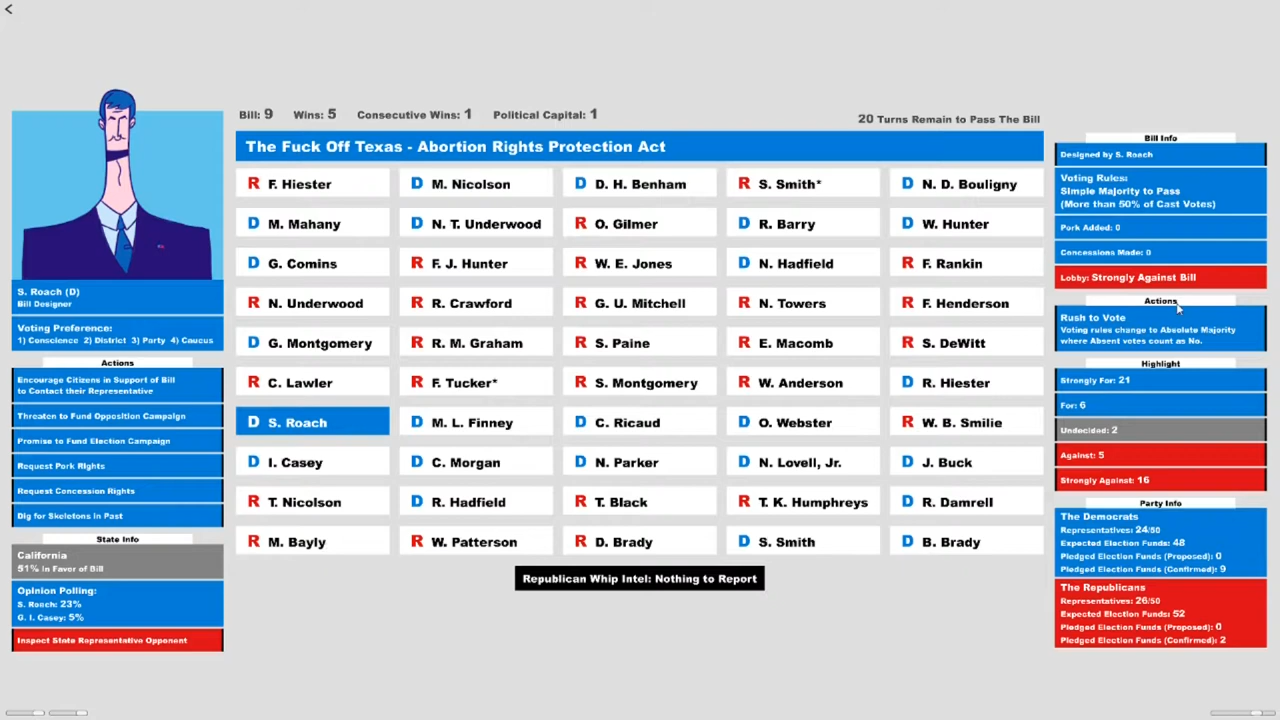 Bill: 9 Wins: 5 Consecutive Wins: 1 Political Capital: 1
20 Turns Remain to Pass The Bill
The Fuck Off Texas - Abortion Rights Protection Act
R F. Hiester D M. Nicolson D D. H. Benham R S. Smith* D N. D. Bouligny
D M. Mahany D N. T. Underwood R O. Gilmer D R. Barry D W. Hunter
D G. Comins R F. J. Hunter R W. E. Jones D N. Hadfield R F. Rankin
R N. Underwood R R. Crawford R G. U. Mitchell R N. Towers R F. Henderson
D G. Montgomery R R. M. Graham R S. Paine R E. Macomb R S. DeWitt
R C. Lawler R F. Tucker* R S. Montgomery R W. Anderson D R. Hiester
D S. Roach D M. L. Finney D C. Ricaud D O. Webster R W. B. Smilie
D I. Casey D C. Morgan D N. Parker D N. Lovell, Jr. D J. Buck
R T. Nicolson D R. Hadfield R T. Black R T. K. Humphreys D R. Damrell
R M. Bayly R W. Patterson R D. Brady D S. Smith D B. Brady
Republican Whip Intel: Nothing to Report
S. Roach (D)
Bill Designer
Voting Preference:
1) Conscience 2) District 3) Party 4) Caucus
Actions
Encourage Citizens in Support of Bill
to Contact their Representative
Threaten to Fund Opposition Campaign
Promise to Fund Election Campaign
Request Pork Rights
Request Concession Rights
Dig for Skeletons in Past
State Info
California
51% in Favor of Bill
Opinion Polling:
S. Roach: 23%
G. I. Casey: 5%
Inspect State Representative Opponent
Bill Info
Designed by S. Roach
Voting Rules:
Simple Majority to Pass
(More than 50% of Cast Votes)
Pork Added: 0
Concessions Made: 0
Lobby: Strongly Against Bill
Actions
Rush to Vote
Voting rules change to Absolute Majority
where Absent votes count as No.
Highlight
Strongly For: 21
For: 6
Undecided: 2
Against: 5
Strongly Against: 16
Party Info
The Democrats
Representatives: 24/50
Expected Election Funds: 48
Pledged Election Funds (Proposed): 0
Pledged Election Funds (Confirmed): 9
The Republicans
Representatives: 26/50
Expected Election Funds: 52
Pledged Election Funds (Proposed): 0
Pledged Election Funds (Confirmed): 2